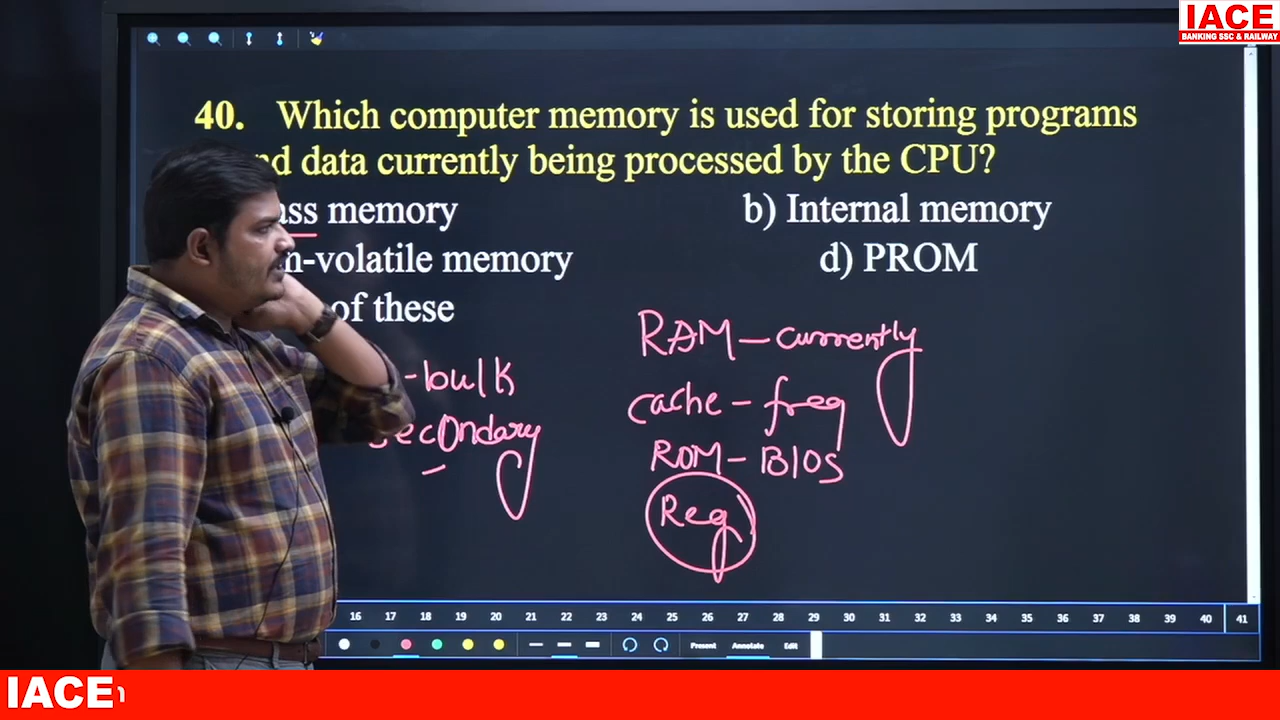 IACE
BANKING SSC & RAILWAY
40. Which computer memory is used for storing programs
data currently being processed by the CPU?
memory b) Internal memory
n-volatile memory d) PROM
of these
RAM - currently
- bulk
cache - freq
secondary
ROM - BIOS
Reg
16 17 18 19 20 21 22 23 24 25 26 27 28 29 30 31 32 33 34 35 36 37 38 39 40 41
Present Annotate Edit
IACE